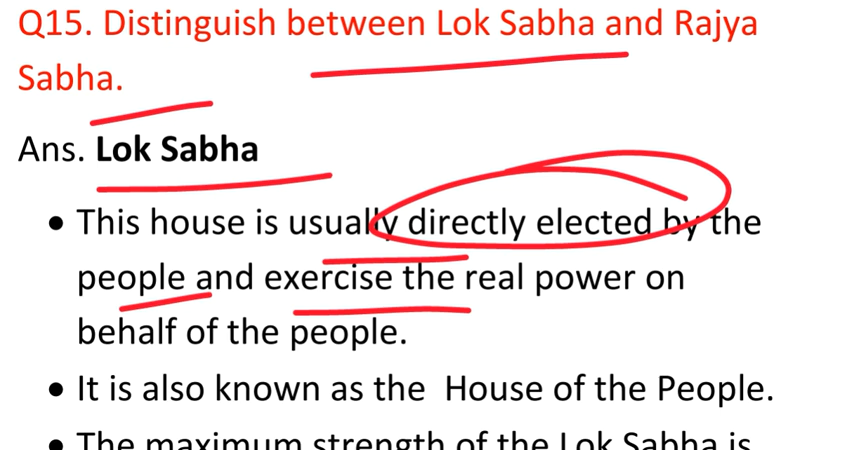 Q15. Distinguish between Lok Sabha and Rajya
Sabha.
Ans. Lok Sabha
• This house is usually directly elected by the
people and exercise the real power on
behalf of the people.
• It is also known as the House of the People.
• The maximum strength of the Lok Sabha is